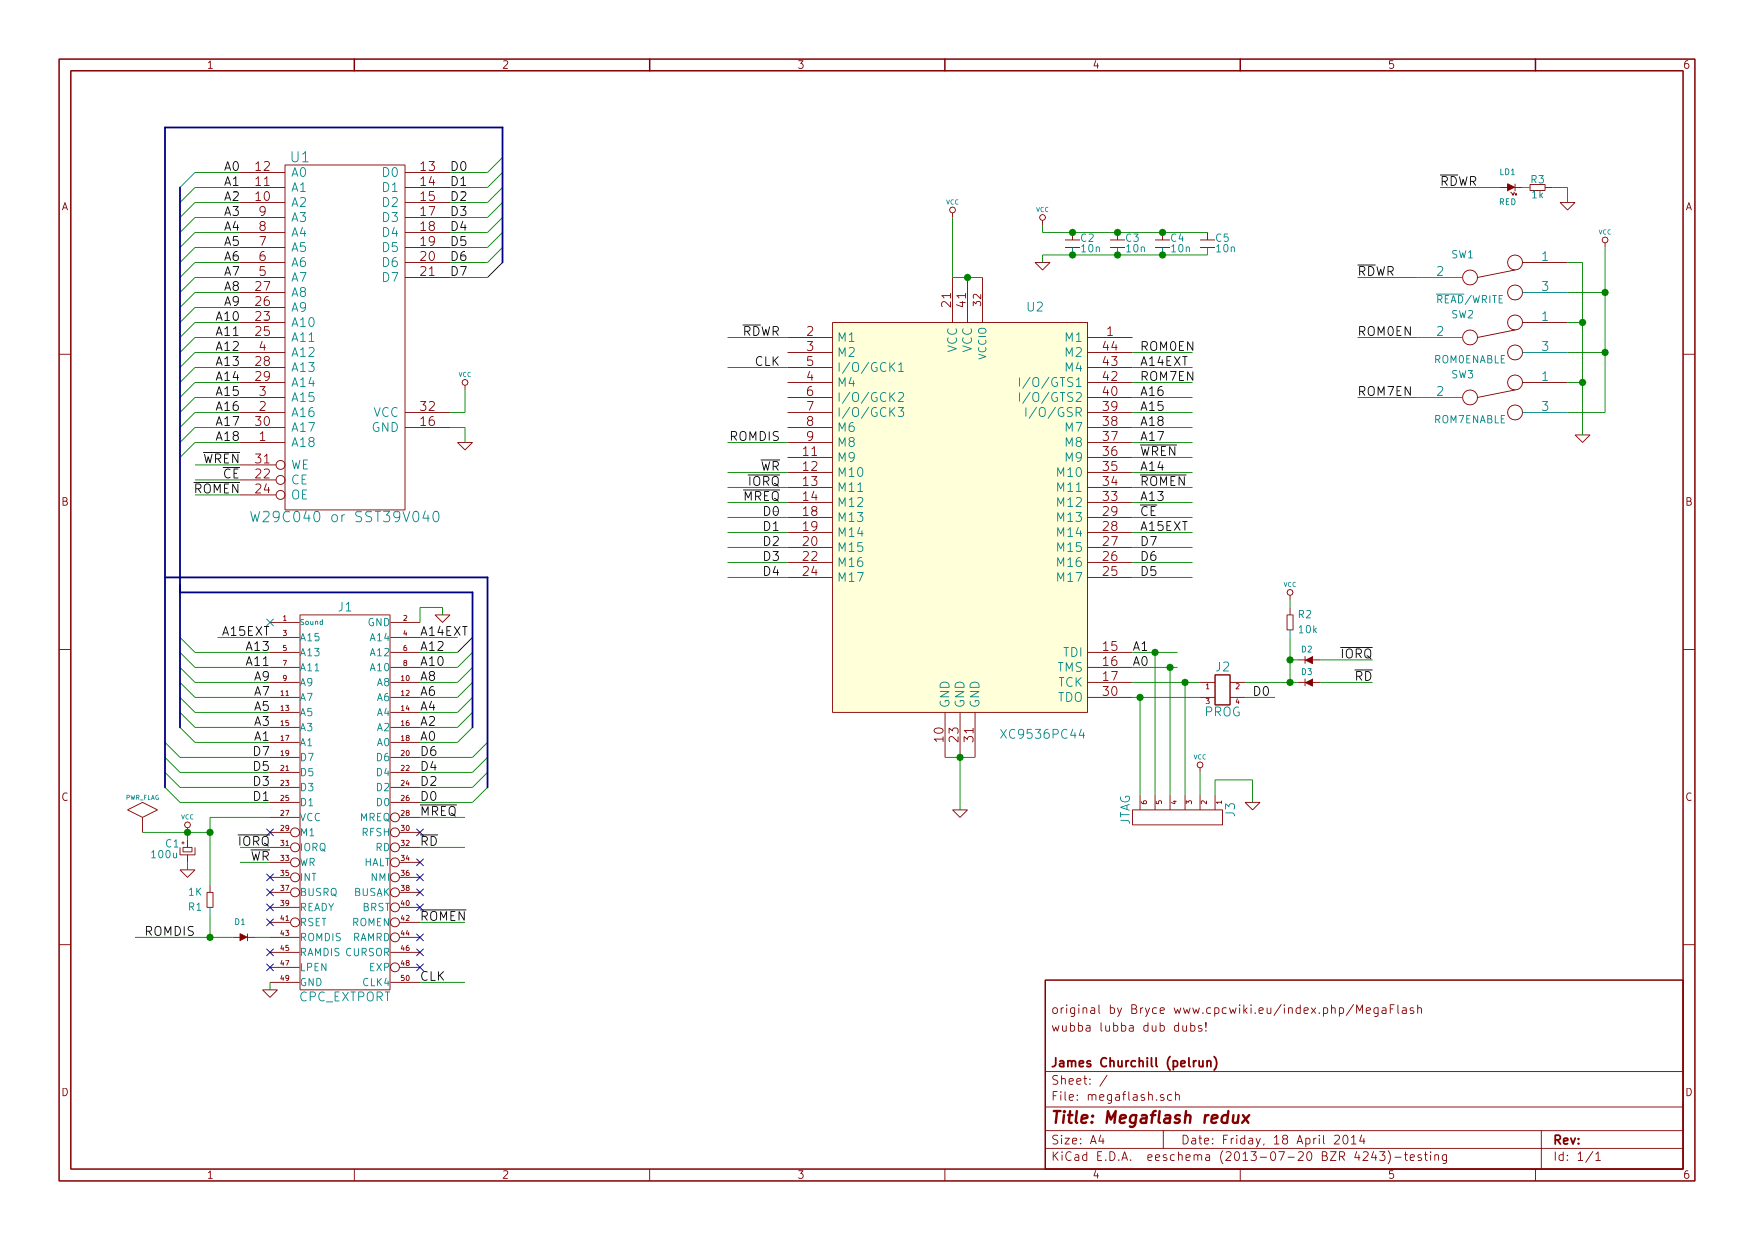 1 2 3 4 5 6
A
B
C
D
U1
A0 12 A0 D0 13 D0
A1 11 A1 D1 14 D1
A2 10 A2 D2 15 D2
A3 9 A3 D3 17 D3
A4 8 A4 D4 18 D4
A5 7 A5 D5 19 D5
A6 6 A6 D6 20 D6
A7 5 A7 D7 21 D7
A8 27 A8
A9 26 A9
A10 23 A10
A11 25 A11
A12 4 A12
A13 28 A13
A14 29 A14
A15 3 A15
A16 2 A16 VCC 32 VCC
A17 30 A17 GND 16
A18 1 A18
WREN 31 WE
CE 22 CE
ROMEN 24 OE
W29C040 or SST39V040
J1
1 Sound GND 2
A15EXT 3 A15 A14 4 A14EXT
A13 5 A13 A12 6 A12
A11 7 A11 A10 8 A10
A9 9 A9 A8 10 A8
A7 11 A7 A6 12 A6
A5 13 A5 A4 14 A4
A3 15 A3 A2 16 A2
A1 17 A1 A0 18 A0
D7 19 D7 D6 20 D6
D5 21 D5 D4 22 D4
D3 23 D3 D2 24 D2
D1 25 D1 D0 26 D0
27 VCC MREQ 28 MREQ
29 M1 RFSH 30
IORQ 31 IORQ RD 32 RD
WR 33 WR HALT 34
35 INT NMI 36
37 BUSRQ BUSAK 38
39 READY BRST 40
41 RSET ROMEN 42 ROMEN
43 ROMDIS RAMRD 44
45 RAMDIS CURSOR 46
47 LPEN EXP 48
49 GND CLK4 50 CLK
CPC_EXTPORT
PWR_FLAG
VCC
C1
100u
1K
R1
ROMDIS
D1
VCC
VCC
C2 10n
C3 10n
C4 10n
C5 10n
21 41 32
VCC VCC VCCIO
U2
RDWR 2 M1 M1 1
3 M2 M2 44 ROM0EN
CLK 5 I/O/GCK1 M4 43 A14EXT
4 M4 I/O/GTS1 42 ROM7EN
6 I/O/GCK2 I/O/GTS2 40 A16
7 I/O/GCK3 I/O/GSR 39 A15
8 M6 M7 38 A18
ROMDIS 9 M8 M8 37 A17
11 M9 M9 36 WREN
WR 12 M10 M10 35 A14
IORQ 13 M11 M11 34 ROMEN
MREQ 14 M12 M12 33 A13
D0 18 M13 M13 29 CE
D1 19 M14 M14 28 A15EXT
D2 20 M15 M15 27 D7
D3 22 M16 M16 26 D6
D4 24 M17 M17 25 D5
TDI 15 A1
TMS 16 A0
TCK 17
TDO 30
GND GND GND
10 23 31
XC9536PC44
J2
1 2
3 4
PROG
D0
VCC
R2
10k
D2
IORQ
D3
RD
VCC
JTAG
6 5 4 3 2 1
J3
RDWR
LD1
RED
R3
1k
VCC
SW1
RDWR 2 1 3
READ/WRITE
SW2
ROM0EN 2 1 3
ROM0ENABLE
SW3
ROM7EN 2 1 3
ROM7ENABLE
original by Bryce www.cpcwiki.eu/index.php/MegaFlash
wubba lubba dub dubs!
James Churchill (pelrun)
Sheet: /
File: megaflash.sch
Title: Megaflash redux
Size: A4 Date: Friday, 18 April 2014 Rev:
KiCad E.D.A. eeschema (2013-07-20 BZR 4243)-testing Id: 1/1
A
B
C
D
1 2 3 4 5 6